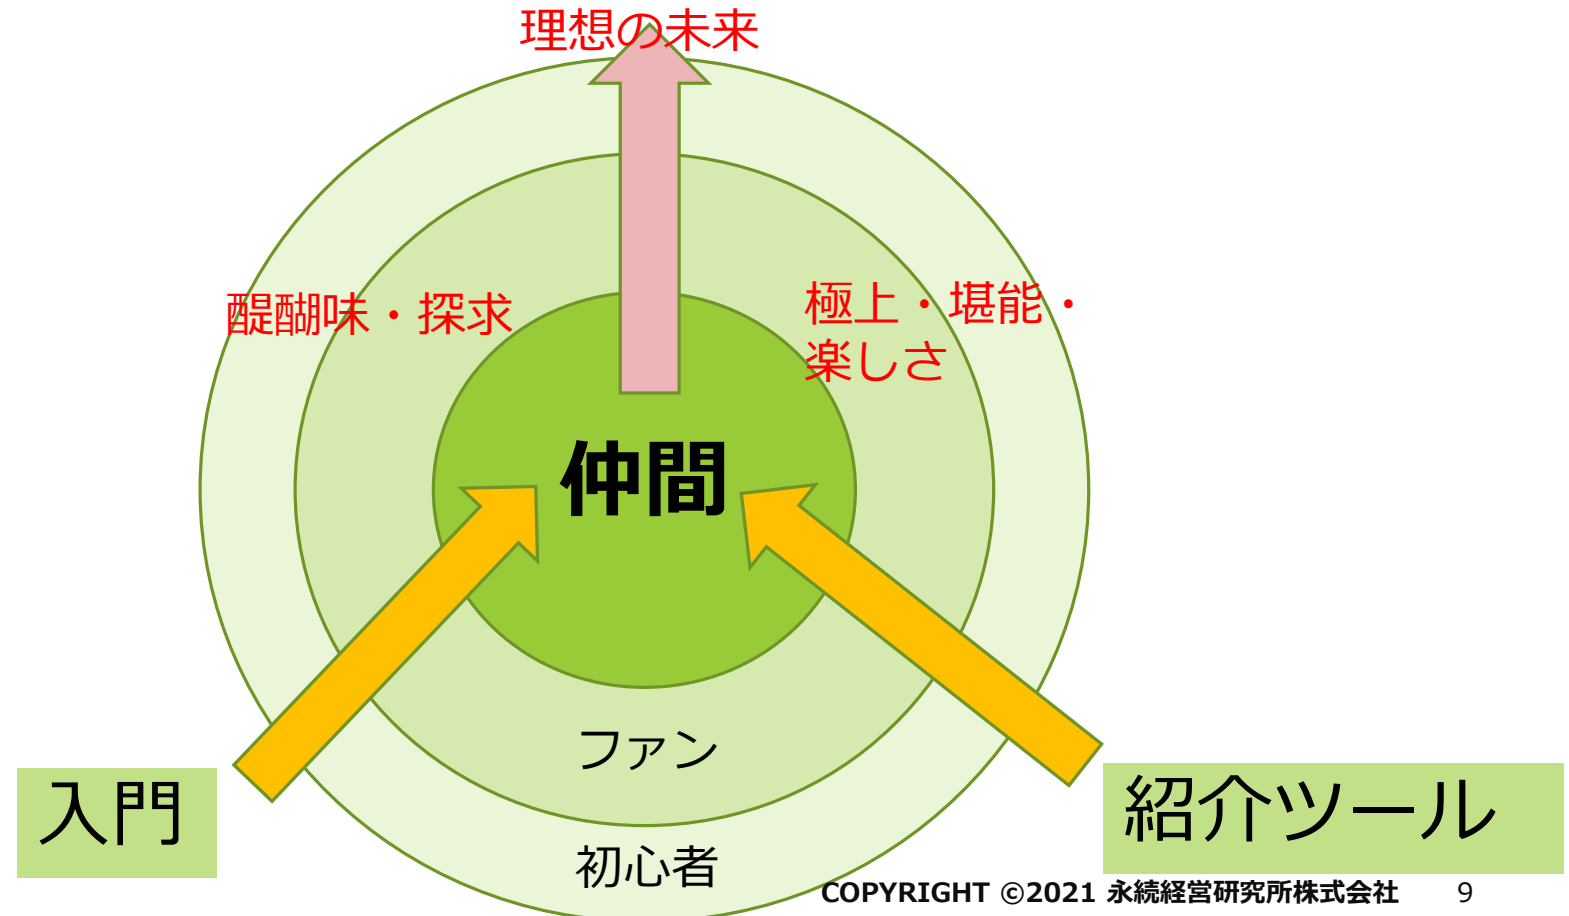 理想の未来
醍醐味・探求
極上・堪能・
楽しさ
仲間
ファン
入門
紹介ツール
初心者
COPYRIGHT ©2021 永続経営研究所株式会社 9